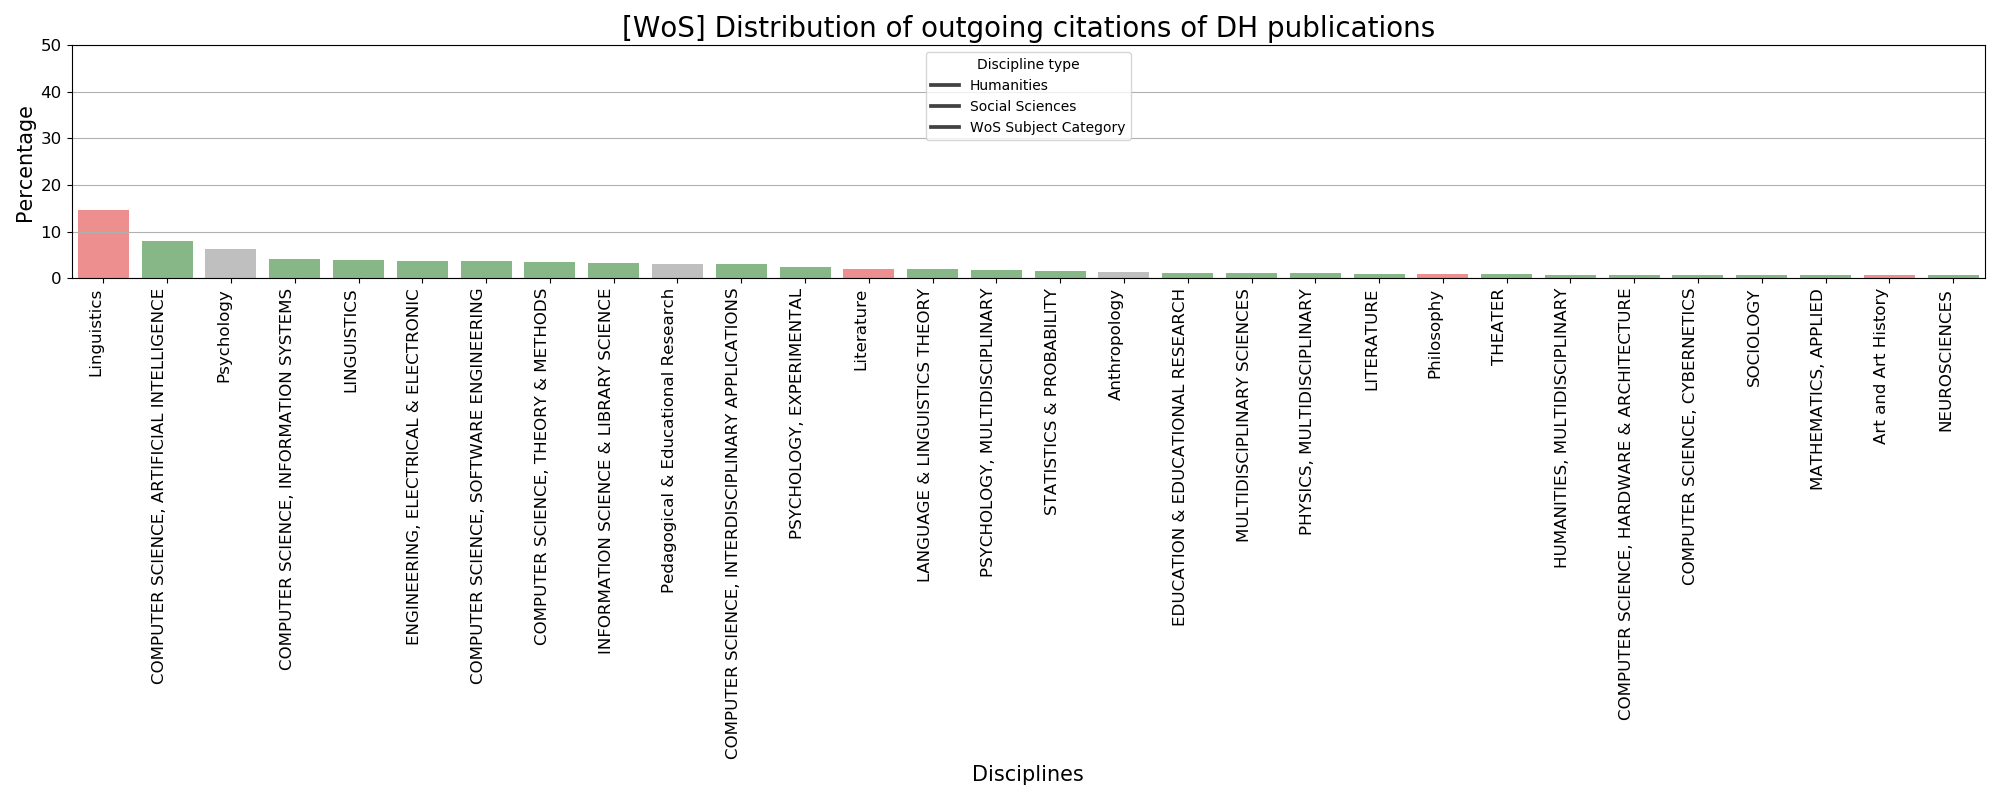 [WoS] Distribution of outgoing citations of DH publications
Percentage
50
40
30
20
10
0
Discipline type
Humanities
Social Sciences
WoS Subject Category
Linguistics
COMPUTER SCIENCE, ARTIFICIAL INTELLIGENCE
Psychology
COMPUTER SCIENCE, INFORMATION SYSTEMS
LINGUISTICS
ENGINEERING, ELECTRICAL & ELECTRONIC
COMPUTER SCIENCE, SOFTWARE ENGINEERING
COMPUTER SCIENCE, THEORY & METHODS
INFORMATION SCIENCE & LIBRARY SCIENCE
Pedagogical & Educational Research
COMPUTER SCIENCE, INTERDISCIPLINARY APPLICATIONS
PSYCHOLOGY, EXPERIMENTAL
Literature
LANGUAGE & LINGUISTICS THEORY
PSYCHOLOGY, MULTIDISCIPLINARY
STATISTICS & PROBABILITY
Anthropology
EDUCATION & EDUCATIONAL RESEARCH
MULTIDISCIPLINARY SCIENCES
PHYSICS, MULTIDISCIPLINARY
LITERATURE
Philosophy
THEATER
HUMANITIES, MULTIDISCIPLINARY
COMPUTER SCIENCE, HARDWARE & ARCHITECTURE
COMPUTER SCIENCE, CYBERNETICS
SOCIOLOGY
MATHEMATICS, APPLIED
Art and Art History
NEUROSCIENCES
Disciplines